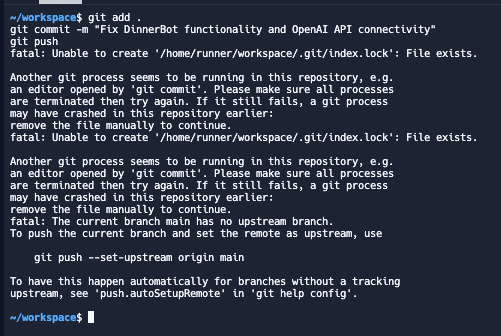 ~/workspace$ git add .
git commit -m "Fix DinnerBot functionality and OpenAI API connectivity"
git push
fatal: Unable to create '/home/runner/workspace/.git/index.lock': File exists.

Another git process seems to be running in this repository, e.g.
an editor opened by 'git commit'. Please make sure all processes
are terminated then try again. If it still fails, a git process
may have crashed in this repository earlier:
remove the file manually to continue.
fatal: Unable to create '/home/runner/workspace/.git/index.lock': File exists.

Another git process seems to be running in this repository, e.g.
an editor opened by 'git commit'. Please make sure all processes
are terminated then try again. If it still fails, a git process
may have crashed in this repository earlier:
remove the file manually to continue.
fatal: The current branch main has no upstream branch.
To push the current branch and set the remote as upstream, use

    git push --set-upstream origin main

To have this happen automatically for branches without a tracking
upstream, see 'push.autoSetupRemote' in 'git help config'.

~/workspace$